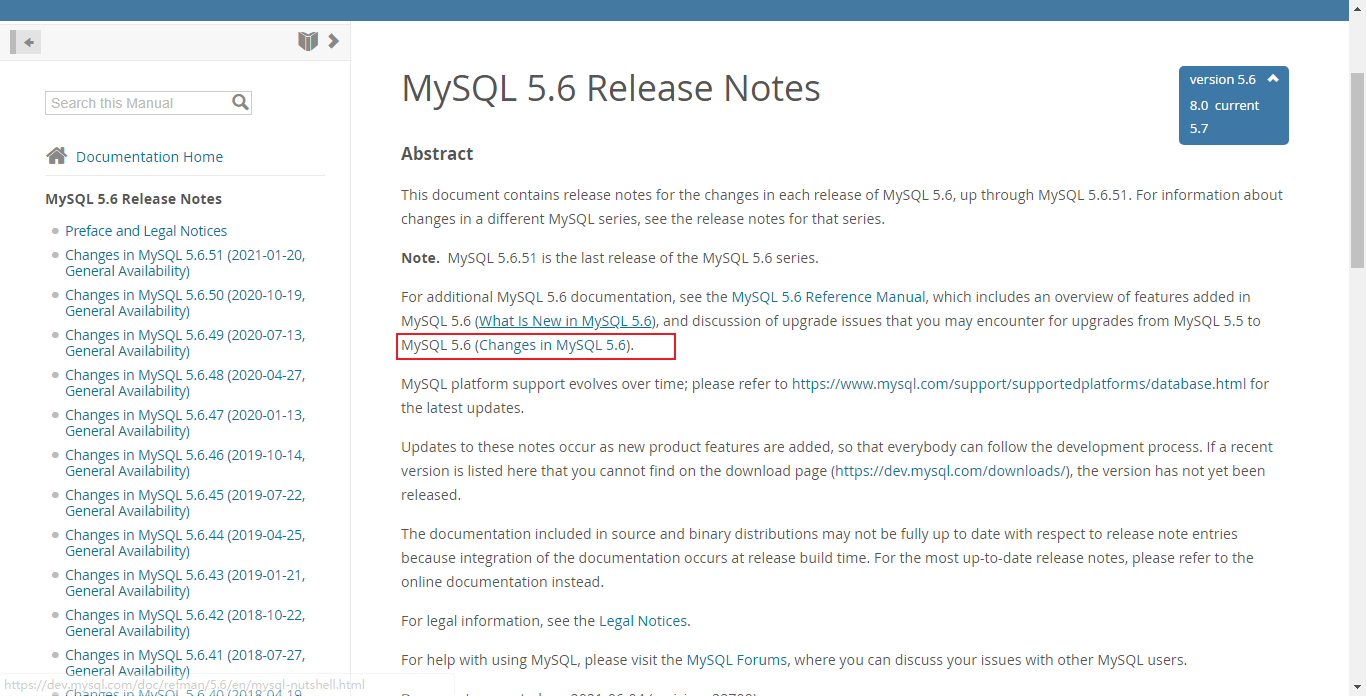 Search this Manual
Documentation Home
MySQL 5.6 Release Notes
Preface and Legal Notices
Changes in MySQL 5.6.51 (2021-01-20,
General Availability)
Changes in MySQL 5.6.50 (2020-10-19,
General Availability)
Changes in MySQL 5.6.49 (2020-07-13,
General Availability)
Changes in MySQL 5.6.48 (2020-04-27,
General Availability)
Changes in MySQL 5.6.47 (2020-01-13,
General Availability)
Changes in MySQL 5.6.46 (2019-10-14,
General Availability)
Changes in MySQL 5.6.45 (2019-07-22,
General Availability)
Changes in MySQL 5.6.44 (2019-04-25,
General Availability)
Changes in MySQL 5.6.43 (2019-01-21,
General Availability)
Changes in MySQL 5.6.42 (2018-10-22,
General Availability)
Changes in MySQL 5.6.41 (2018-07-27,
General Availability)
https://dev.mysql.com/doc/refman/5.6/en/mysql-nutshell.html
MySQL 5.6 Release Notes
version 5.6
8.0 current
5.7
Abstract
This document contains release notes for the changes in each release of MySQL 5.6, up through MySQL 5.6.51. For information about
changes in a different MySQL series, see the release notes for that series.
Note. MySQL 5.6.51 is the last release of the MySQL 5.6 series.
For additional MySQL 5.6 documentation, see the MySQL 5.6 Reference Manual, which includes an overview of features added in
MySQL 5.6 (What Is New in MySQL 5.6), and discussion of upgrade issues that you may encounter for upgrades from MySQL 5.5 to
MySQL 5.6 (Changes in MySQL 5.6).
MySQL platform support evolves over time; please refer to https://www.mysql.com/support/supportedplatforms/database.html for
the latest updates.
Updates to these notes occur as new product features are added, so that everybody can follow the development process. If a recent
version is listed here that you cannot find on the download page (https://dev.mysql.com/downloads/), the version has not yet been
released.
The documentation included in source and binary distributions may not be fully up to date with respect to release note entries
because integration of the documentation occurs at release build time. For the most up-to-date release notes, please refer to the
online documentation instead.
For legal information, see the Legal Notices.
For help with using MySQL, please visit the MySQL Forums, where you can discuss your issues with other MySQL users.